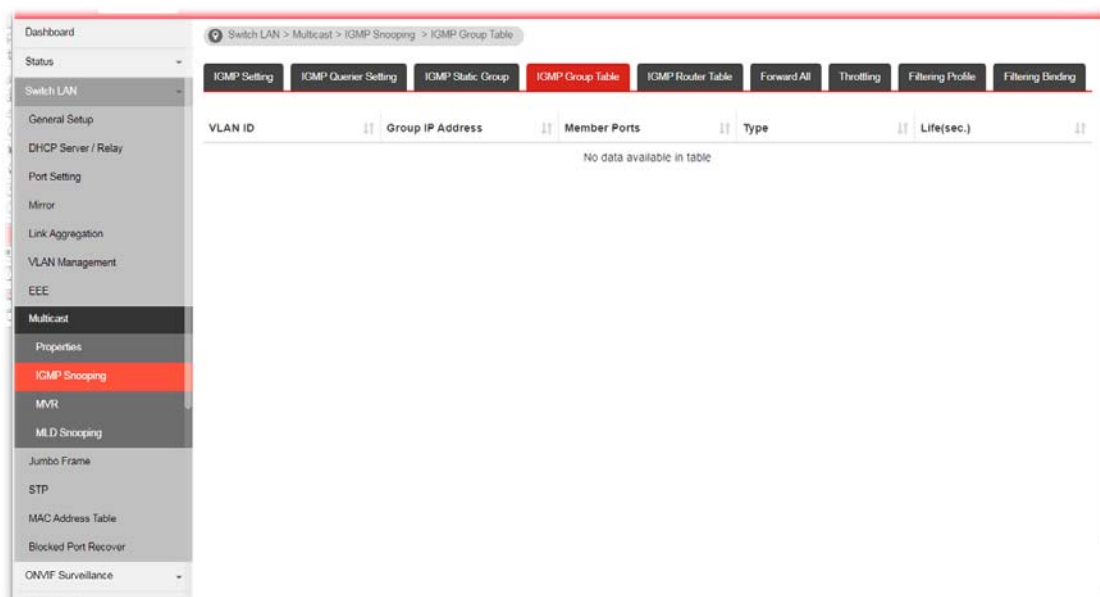 Dashboard
Status
Switch LAN
General Setup
DHCP Server / Relay
Port Setting
Mirror
Link Aggregation
VLAN Management
EEE
Multicast
Properties
IGMP Snooping
MVR
MLD Snooping
Jumbo Frame
STP
MAC Address Table
Blocked Port Recover
ONVIF Surveillance
Switch LAN > Multicast > IGMP Snooping > IGMP Group Table
IGMP Setting IGMP Querier Setting IGMP Static Group IGMP Group Table IGMP Router Table Forward All Throttling Filtering Profile Filtering Binding
VLAN ID Group IP Address Member Ports Type Life(sec.)
No data available in table